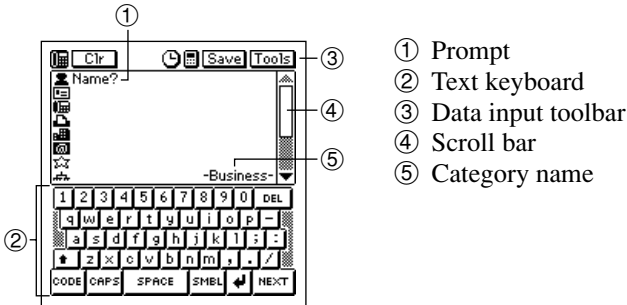 ①
Clr Save Tools
③
Name?
④
-Business-
⑤
②
1 2 3 4 5 6 7 8 9 0 DEL
q w e r t y u i o p -
a s d f g h j k l ; :
z x c v b n m , . /
CODE CAPS SPACE SMBL NEXT
① Prompt
② Text keyboard
③ Data input toolbar
④ Scroll bar
⑤ Category name